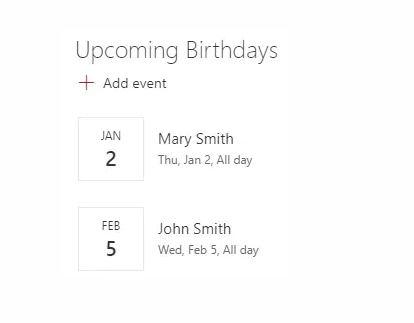 Upcoming Birthdays
+ Add event
JAN
2
Mary Smith
Thu, Jan 2, All day
FEB
5
John Smith
Wed, Feb 5, All day